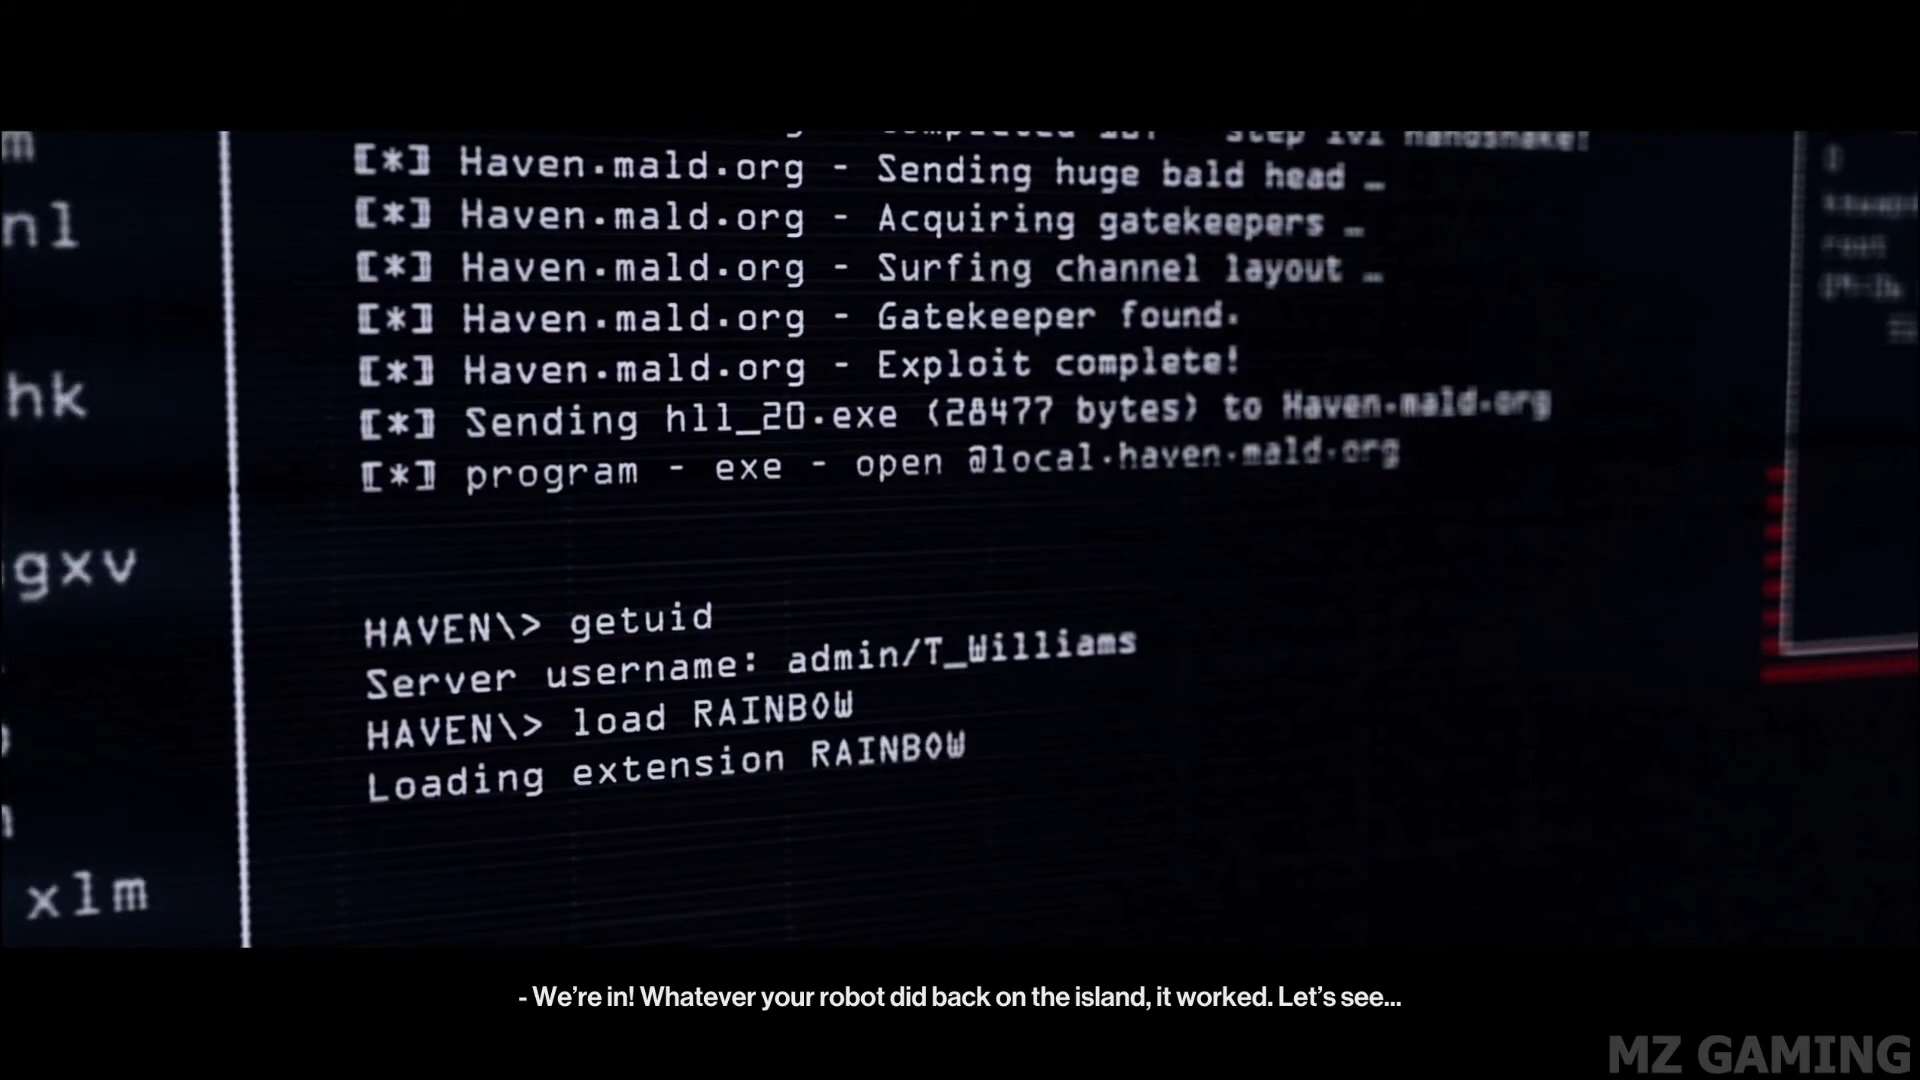 [*] Haven.mald.org - Sending huge bald head …
[*] Haven.mald.org - Acquiring gatekeepers …
[*] Haven.mald.org - Surfing channel layout …
[*] Haven.mald.org - Gatekeeper found.
[*] Haven.mald.org - Exploit complete!
[*] Sending hll_20.exe (28477 bytes) to Haven.mald.org
[*] program - exe - open @local.haven.mald.org
HAVEN\> getuid
Server username: admin/T_Williams
HAVEN\> load RAINBOW
Loading extension RAINBOW
nl
hk
gxv
xlm
root
- We're in! Whatever your robot did back on the island, it worked. Let's see...
MZ GAMING